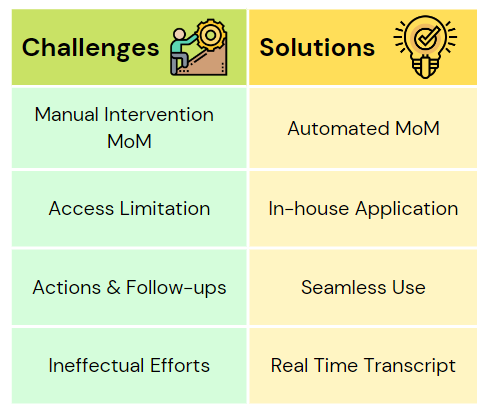 Challenges
Solutions
Manual Intervention
MoM
Automated MoM
Access Limitation
In-house Application
Actions & Follow-ups
Seamless Use
Ineffectual Efforts
Real Time Transcript